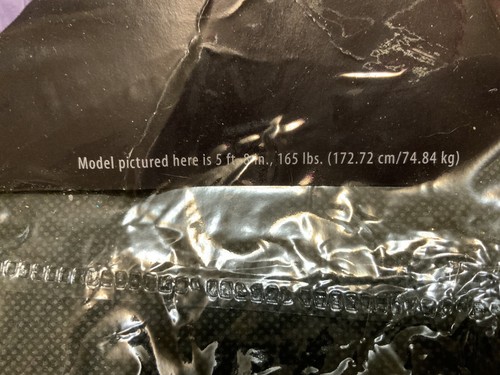 Model pictured here is 5 ft. 8 in., 165 lbs. (172.72 cm/74.84 kg)